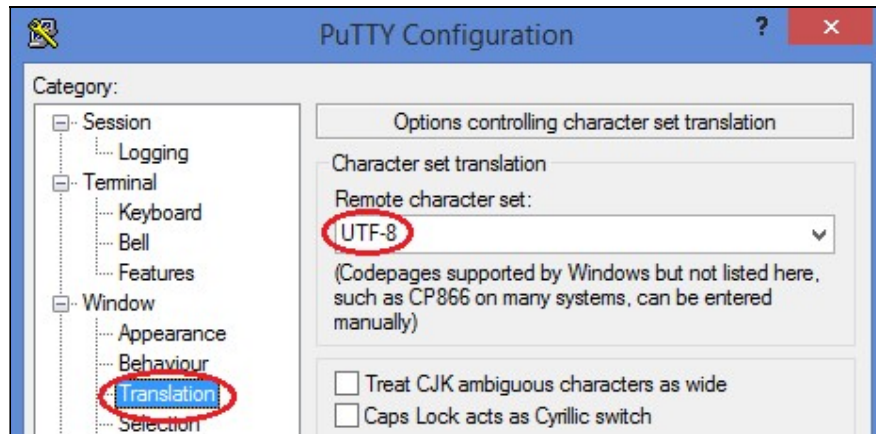 PuTTY Configuration
?
Category:
Session
Logging
Terminal
Keyboard
Bell
Features
Window
Appearance
Behaviour
Translation
Selection
Options controlling character set translation
Character set translation
Remote character set:
UTF-8
(Codepages supported by Windows but not listed here,
such as CP866 on many systems, can be entered
manually)
Treat CJK ambiguous characters as wide
Caps Lock acts as Cyrillic switch